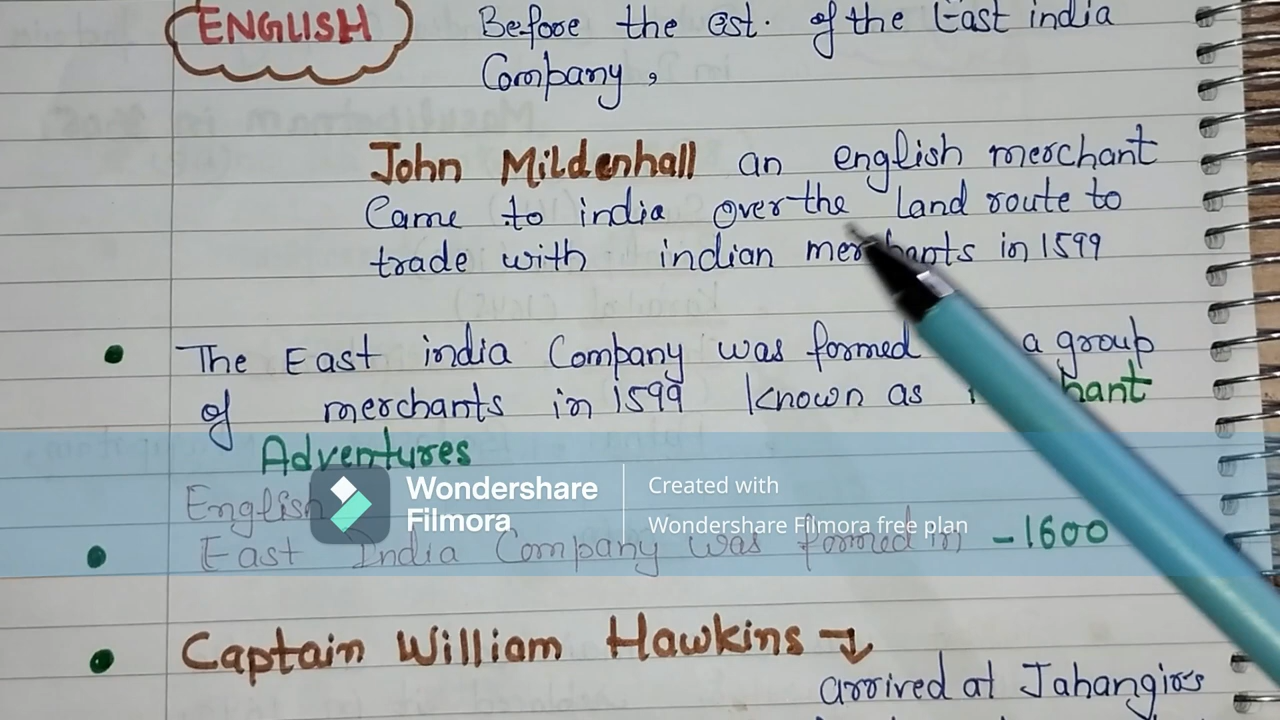 ENGLISH
Before the est. of the East india
Company,
John Mildenhall an english merchant
Came to india over the land route to
trade with indian merchants in 1599
The East india Company was formed a group
of merchants in 1599 known as
Adventures
English
East India Company was formed in - 1600
Wondershare
Filmora
Created with
Wondershare Filmora free plan
Captain William Hawkins
arrived at Jahangir's